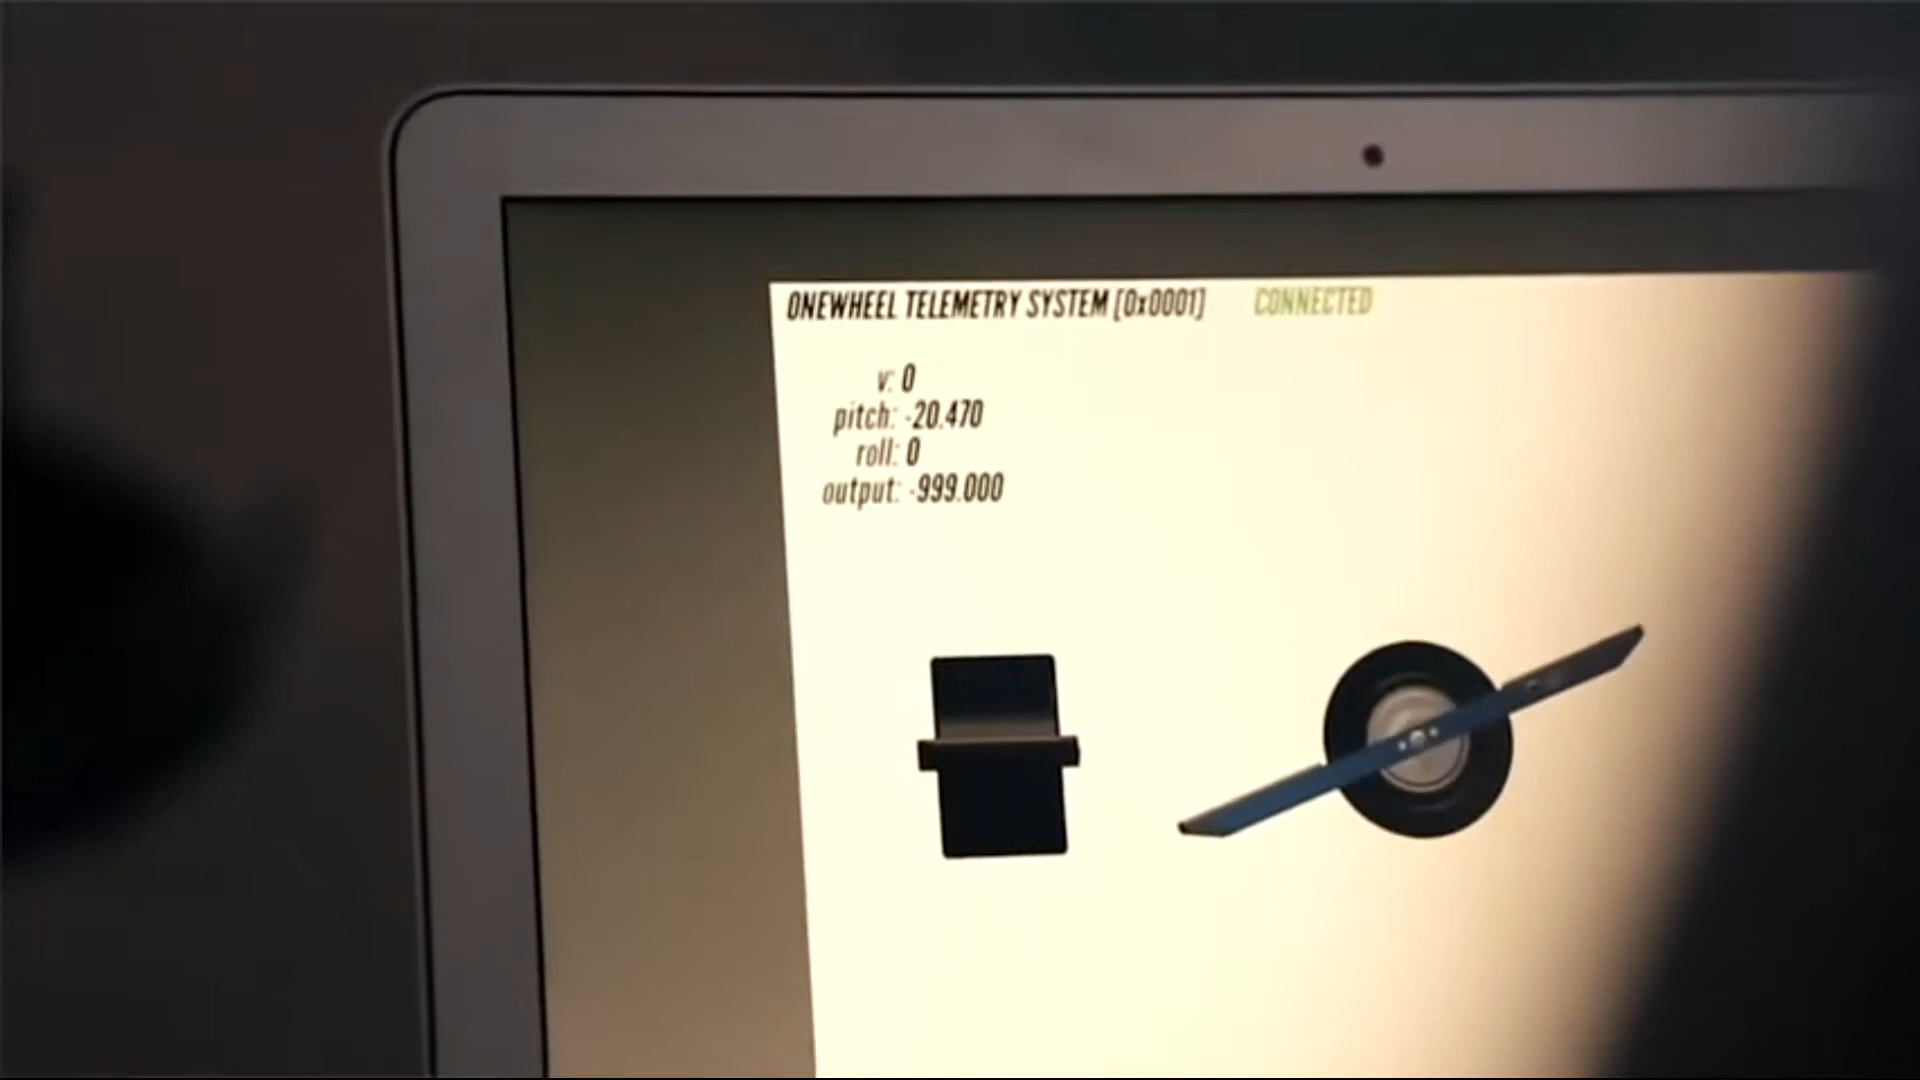 ONEWHEEL TELEMETRY SYSTEM [0x0001] CONNECTED
v: 0
pitch: -20.470
roll: 0
output: -999.000